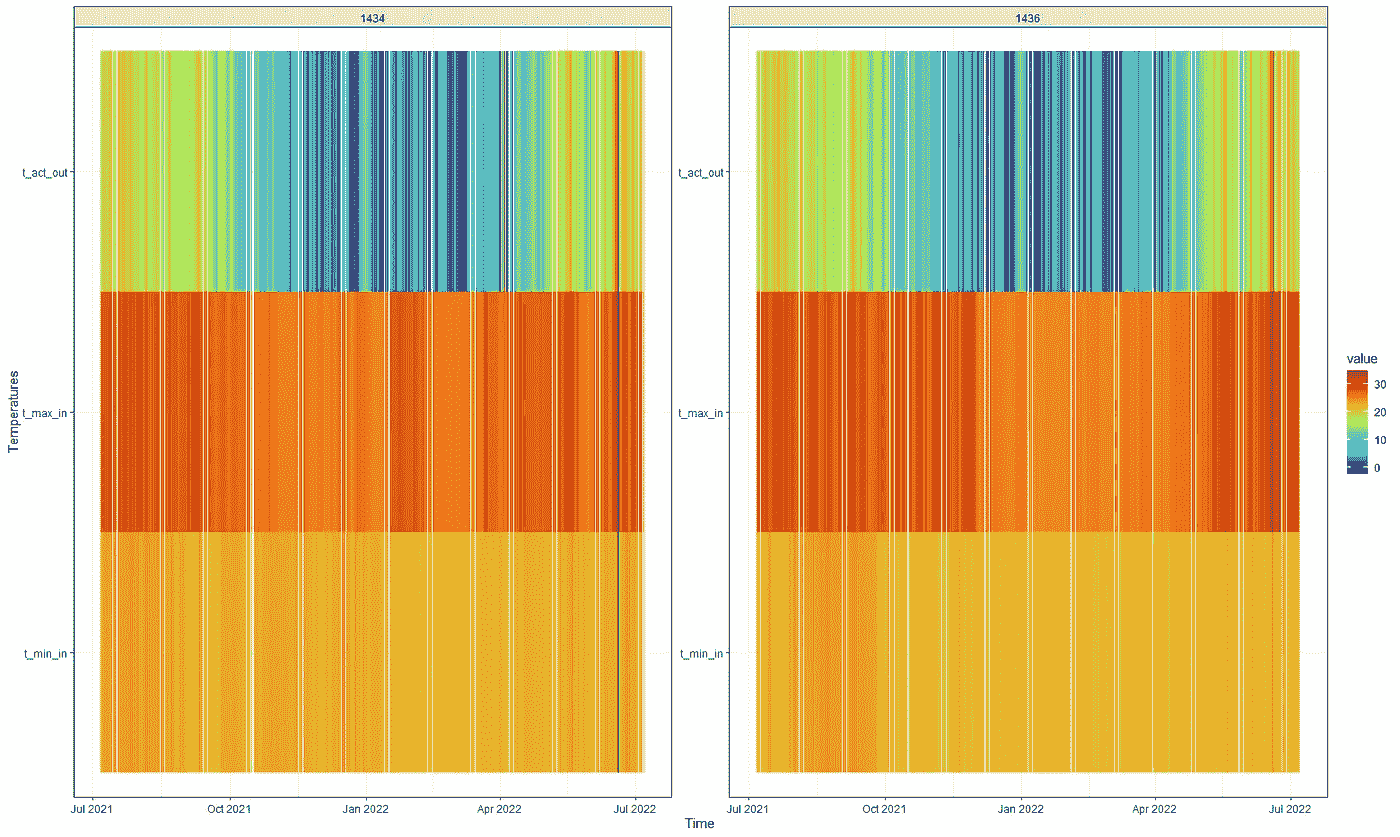 1434
1436
Temperatures
t_act_out
t_max_in
t_min_in
t_act_out
t_max_in
t_min_in
value
30
20
10
0
Jul 2021
Oct 2021
Jan 2022
Apr 2022
Jul 2022
Jul 2021
Oct 2021
Jan 2022
Apr 2022
Jul 2022
Time